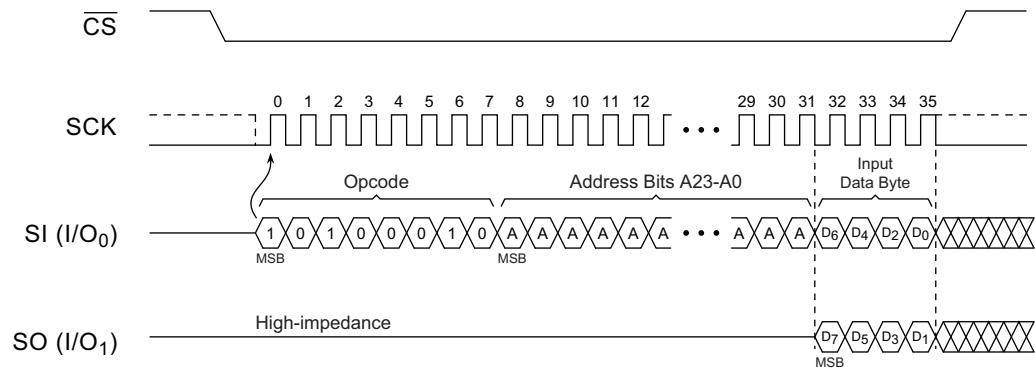 CS
0 1 2 3 4 5 6 7 8 9 10 11 12 29 30 31 32 33 34 35
SCK
Opcode Address Bits A23-A0 Input
Data Byte
SI (I/O0) 1 0 1 0 0 0 1 0 A A A A A A A A A D6 D4 D2 D0
MSB MSB
High-impedance
SO (I/O1) D7 D5 D3 D1
MSB